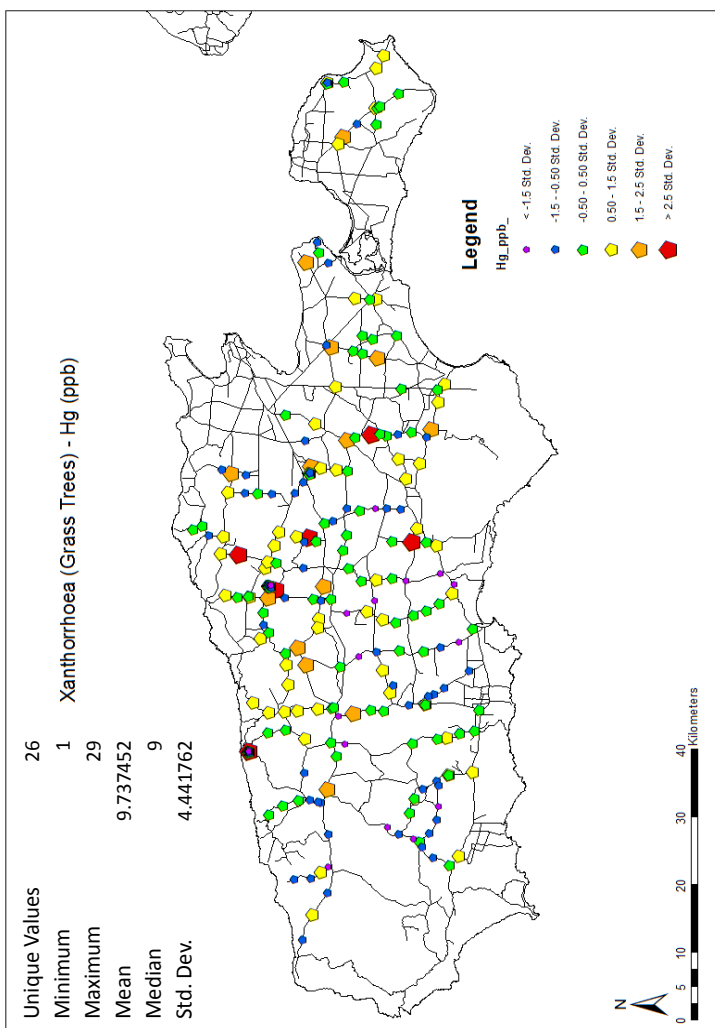 Unique Values 26
Minimum 1
Maximum 29
Mean 9.737452
Median 9
Std. Dev. 4.441762
Xanthorrhoea (Grass Trees) - Hg (ppb)
Legend
Hg_ppb_
< -1.5 Std. Dev.
-1.5 - -0.50 Std. Dev.
-0.50 - 0.50 Std. Dev.
0.50 - 1.5 Std. Dev.
1.5 - 2.5 Std. Dev.
> 2.5 Std. Dev.
N
0 5 10 20 30 40
Kilometers